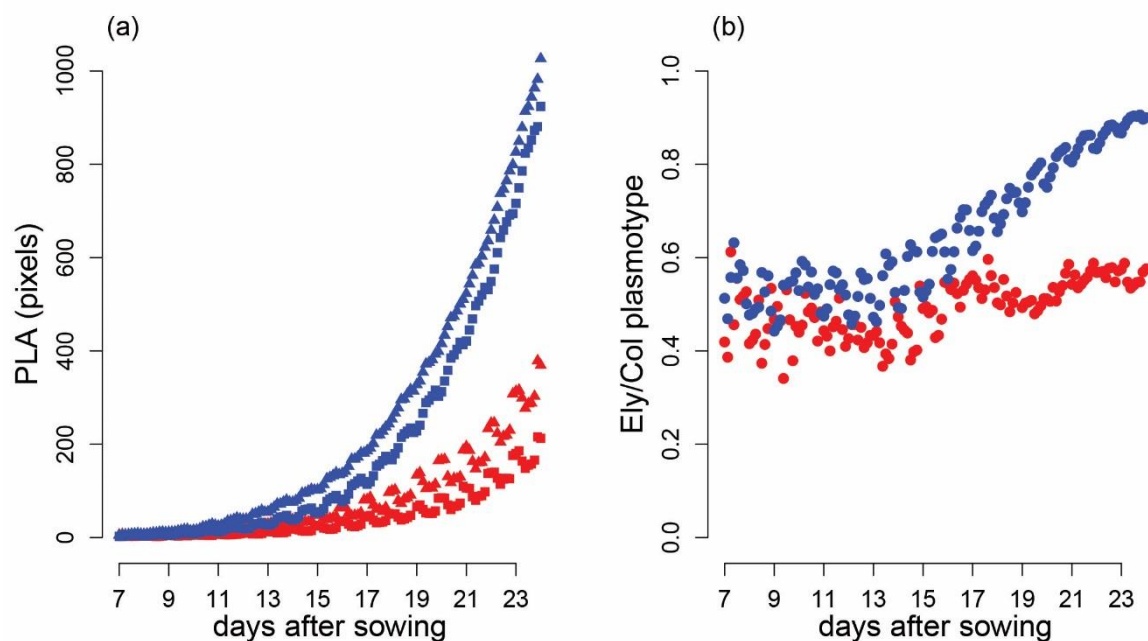 (a)
PLA (pixels)
1000
800
600
400
200
0
7 9 11 13 15 17 19 21 23
days after sowing
(b)
Ely/Col plasmotype
1.0
0.8
0.6
0.4
0.2
0.0
7 9 11 13 15 17 19 21 23
days after sowing